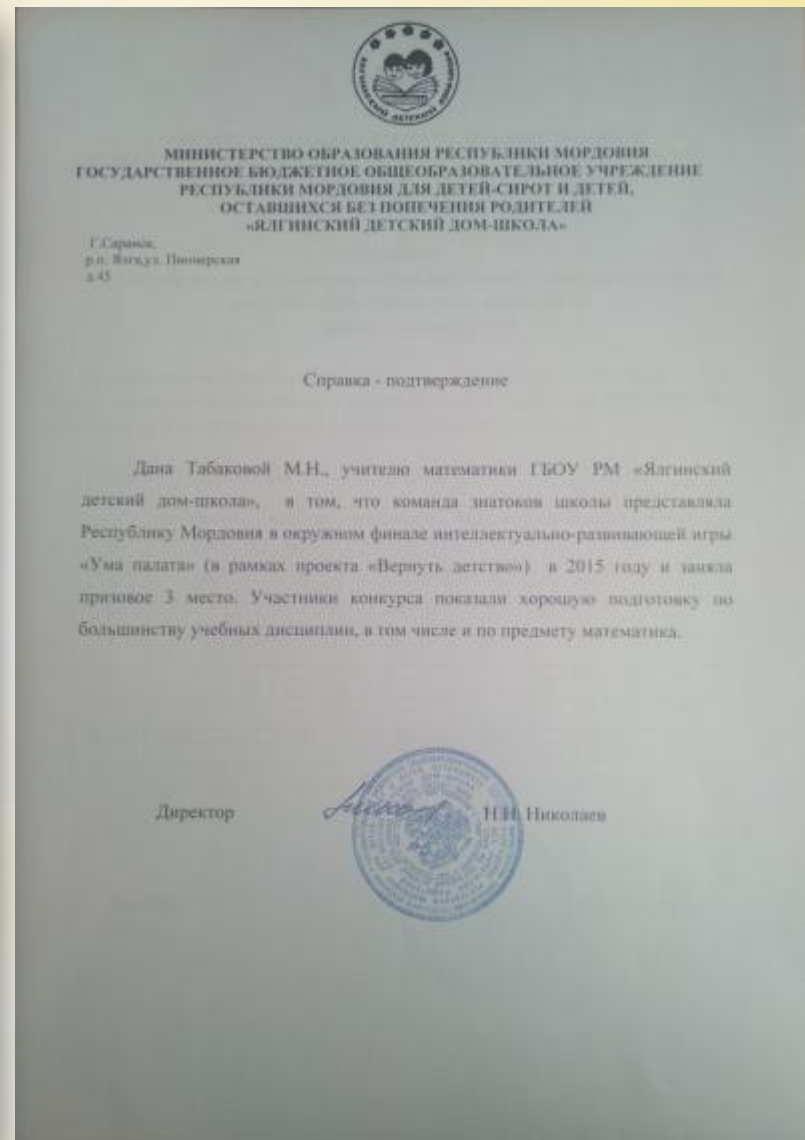 МИНИСТЕРСТВО ОБРАЗОВАНИЯ РЕСПУБЛИКИ МОРДОВИЯ
ГОСУДАРСТВЕННОЕ БЮДЖЕТНОЕ ОБЩЕОБРАЗОВАТЕЛЬНОЕ УЧРЕЖДЕНИЕ
РЕСПУБЛИКИ МОРДОВИЯ ДЛЯ ДЕТЕЙ-СИРОТ И ДЕТЕЙ,
ОСТАВШИХСЯ БЕЗ ПОПЕЧЕНИЯ РОДИТЕЛЕЙ
«ЯЛГИНСКИЙ ДЕТСКИЙ ДОМ-ШКОЛА»
Г.Саранск,
р.п. Ялга,ул. Пионерская
д.45
Справка - подтверждение
Дана Табаковой М.Н., учителю математики ГБОУ РМ «Ялгинский
детский дом-школа», в том, что команда знатоков школы представляла
Республику Мордовия в окружном финале интеллектуально-развивающей игры
«Ума палата» (в рамках проекта «Вернуть детство») в 2015 году и заняла
призовое 3 место. Участники конкурса показали хорошую подготовку по
большинству учебных дисциплин, в том числе и по предмету математика.
Директор Н.Н. Николаев